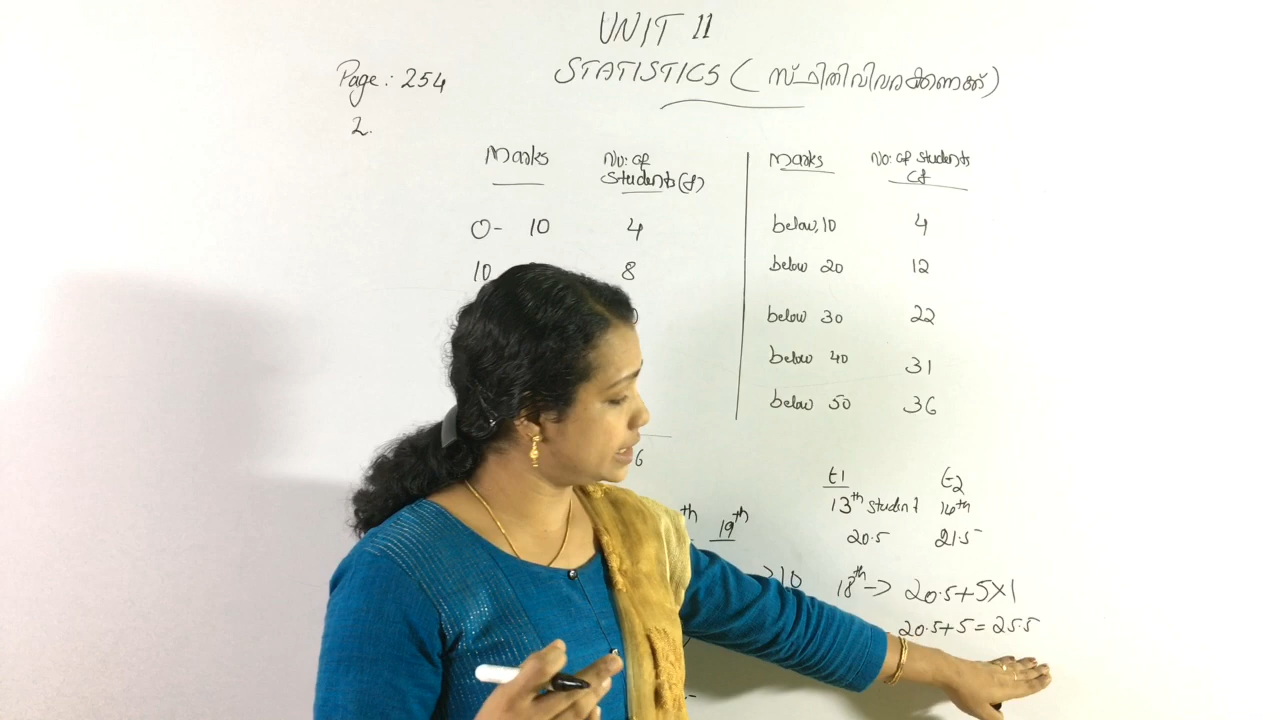 UNIT 11
STATISTICS (സ്ഥിതിവിവരക്കണക്ക്)
Page: 254
2.
Marks No: of Students (f)
0 - 10 4
10 8
6
th 19th
Marks No: of students cf
below 10 4
below 20 12
below 30 22
below 40 31
below 50 36
t1 t2
13th student 14th
20.5 21.5
→10
18th → 20.5+5×1
20.5+5 = 25.5